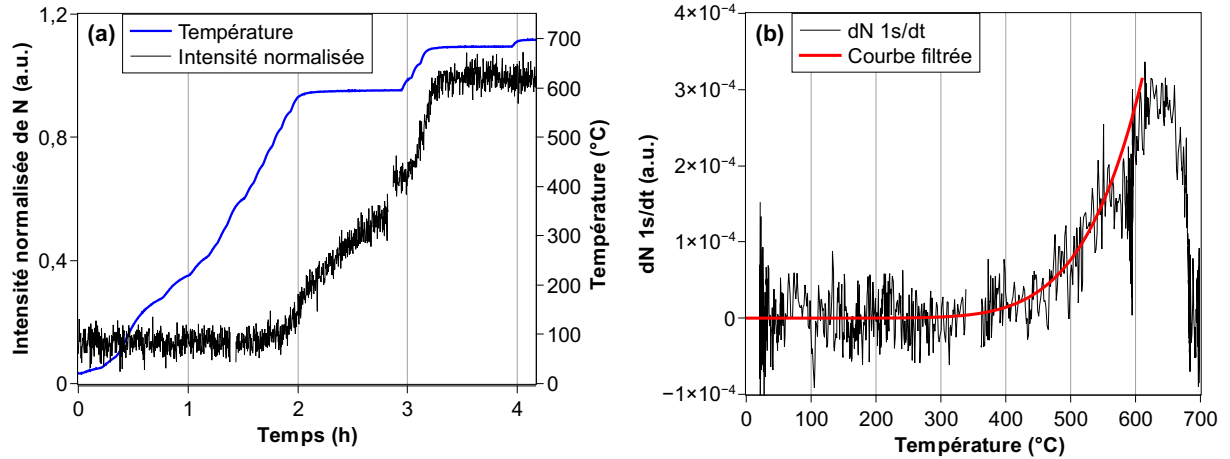 (a)
Température
Intensité normalisée
1,2
0,8
0,4
0
Intensité normalisée de N (a.u.)
700
600
500
400
300
200
100
0
Température (°C)
0 1 2 3 4
Temps (h)
(b)
dN 1s/dt
Courbe filtrée
4×10⁻⁴
3×10⁻⁴
2×10⁻⁴
1×10⁻⁴
0
−1×10⁻⁴
dN 1s/dt (a.u.)
0 100 200 300 400 500 600 700
Température (°C)